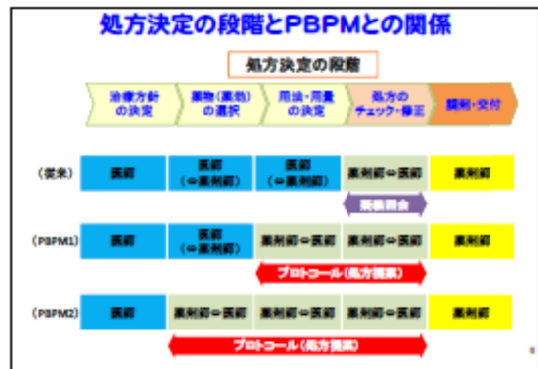 処方決定の段階とPBPMとの関係
処方決定の段階
治療方針
の決定
薬物(薬効)
の選択
用法・用量
の決定
処方の
チェック・修正
調剤・交付
(従来)
医師
医師
(⇔薬剤師)
医師
(⇔薬剤師)
薬剤師⇔医師
薬剤師
疑義照会
(PBPM1)
医師
医師
(⇔薬剤師)
薬剤師⇔医師
薬剤師⇔医師
薬剤師
プロトコール(処方提案)
(PBPM2)
医師
薬剤師⇔医師
薬剤師⇔医師
薬剤師⇔医師
薬剤師
プロトコール(処方提案)